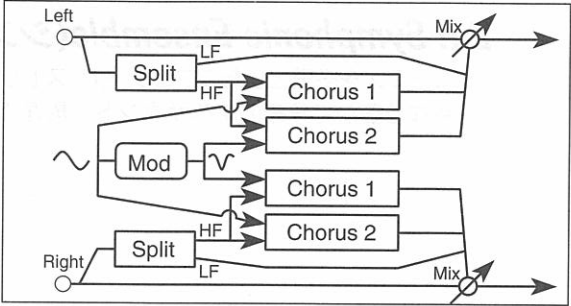 Left
Mix
LF
Split
HF
Chorus 1
Chorus 2
Mod
Chorus 1
Chorus 2
HF
Split
LF
Right
Mix